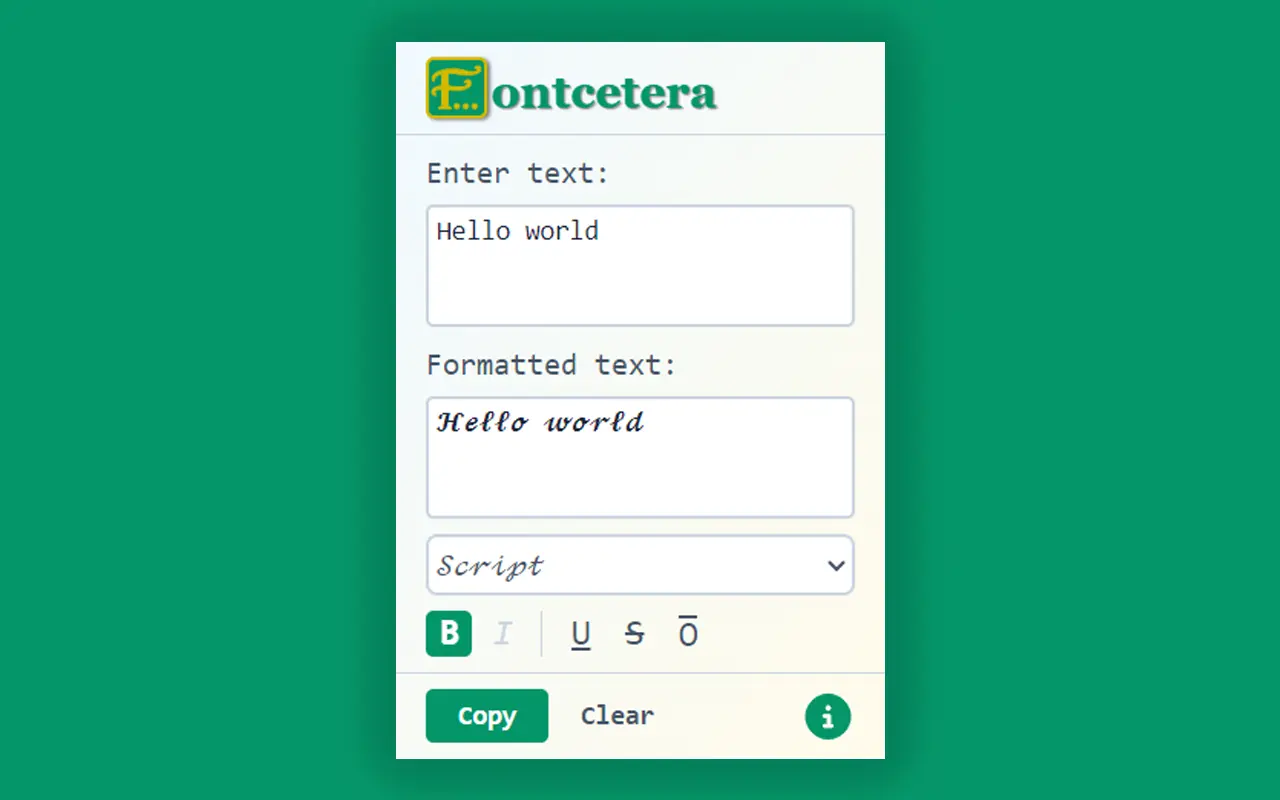 F...ontcetera
Enter text:
Hello world
Formatted text:
𝓗𝓮𝓵𝓵𝓸 𝔀𝓸𝓻𝓵𝓭
𝒮𝒸𝓇𝒾𝓅𝓉
B I U S O
Copy Clear i